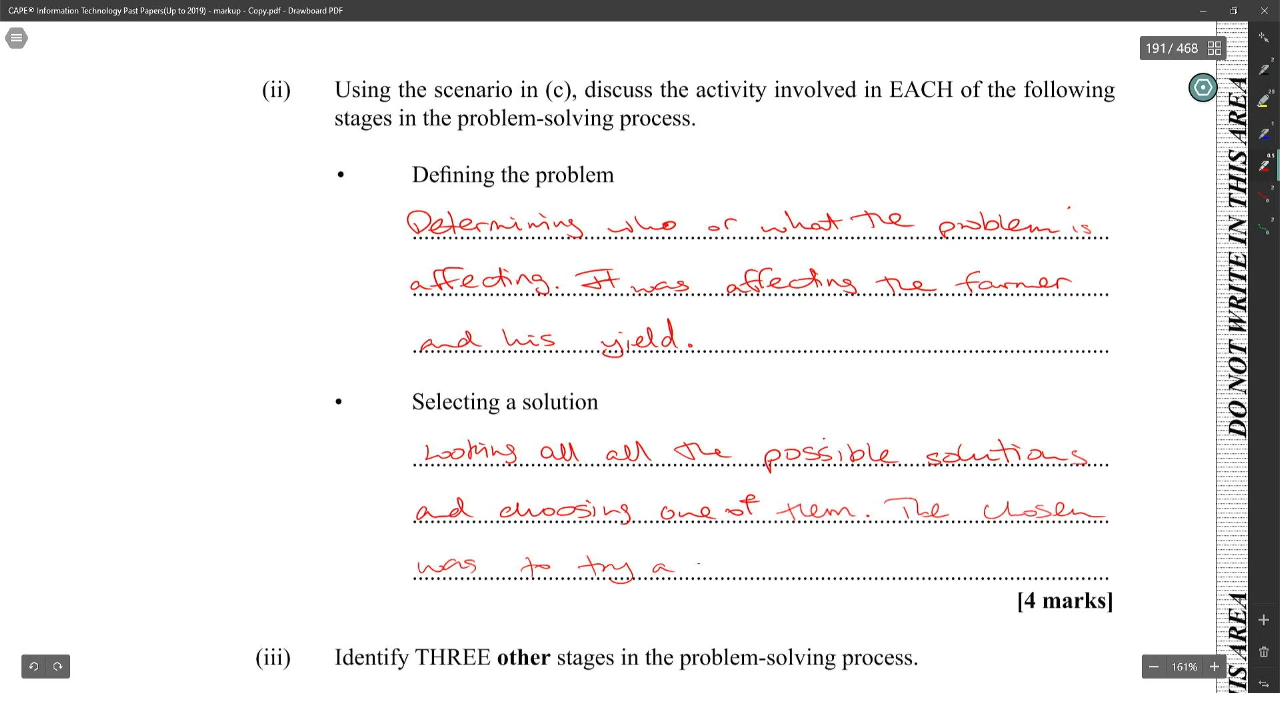 CAPE® Information Technology Past Papers(Up to 2019) - markup - Copy.pdf - Drawboard PDF
191 / 468
(ii) Using the scenario in (c), discuss the activity involved in EACH of the following
stages in the problem-solving process.
• Defining the problem
Determining who or what the problem is
affecting. It was affecting the farmer
and his yield.
• Selecting a solution
Looking all all the possible solutions
and choosing one of them. The chosen
was to try a
[4 marks]
(iii) Identify THREE other stages in the problem-solving process.
161%
DO NOT WRITE IN THIS AREA
IS AREA